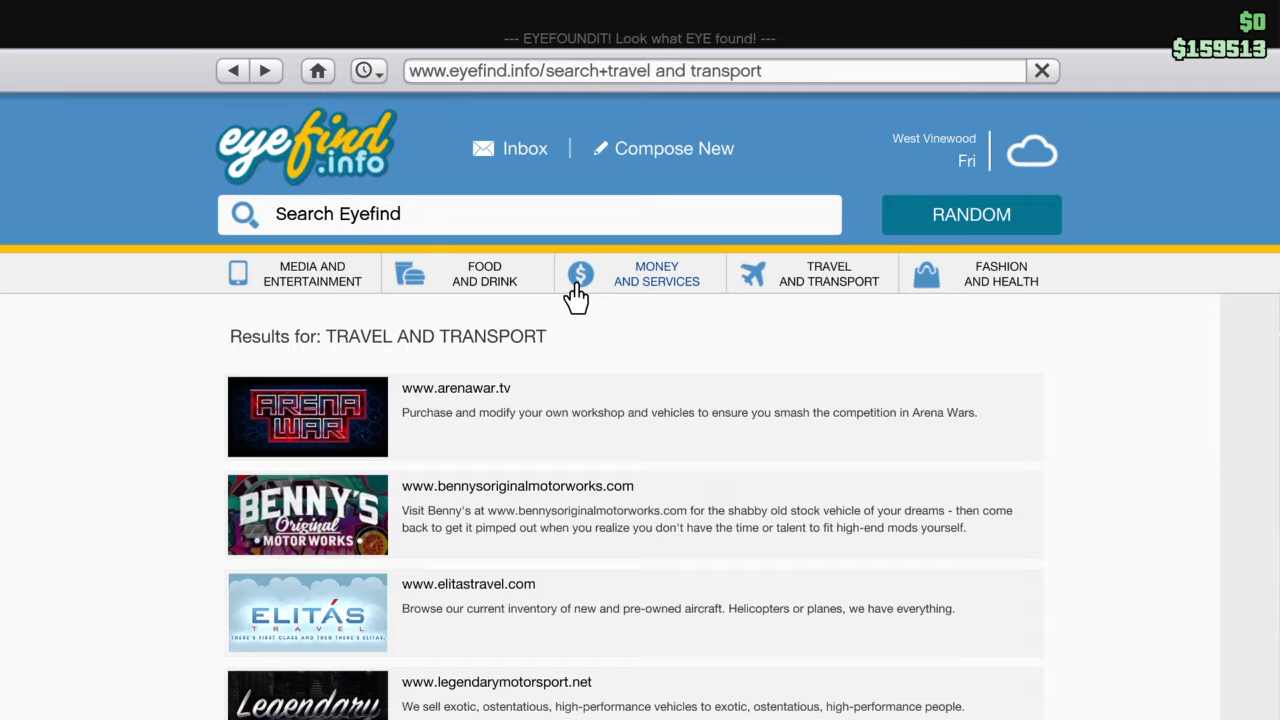 $0
$159513
--- EYEFOUNDIT! Look what EYE found! ---
www.eyefind.info/search+travel and transport
eyefind.info
Inbox
Compose New
West Vinewood
Fri
Search Eyefind
RANDOM
MEDIA AND ENTERTAINMENT
FOOD AND DRINK
MONEY AND SERVICES
TRAVEL AND TRANSPORT
FASHION AND HEALTH
Results for: TRAVEL AND TRANSPORT
ARENA
WAR
www.arenawar.tv
Purchase and modify your own workshop and vehicles to ensure you smash the competition in Arena Wars.
BENNY'S
Original
MOTOR WORKS
www.bennysoriginalmotorworks.com
Visit Benny's at www.bennysoriginalmotorworks.com for the shabby old stock vehicle of your dreams - then come
back to get it pimped out when you realize you don't have the time or talent to fit high-end mods yourself.
ELITÁS
TRAVEL
THERE'S FIRST CLASS AND THEN THERE'S ELITAS.
www.elitastravel.com
Browse our current inventory of new and pre-owned aircraft. Helicopters or planes, we have everything.
Legendary
www.legendarymotorsport.net
We sell exotic, ostentatious, high-performance vehicles to exotic, ostentatious, high-performance people.